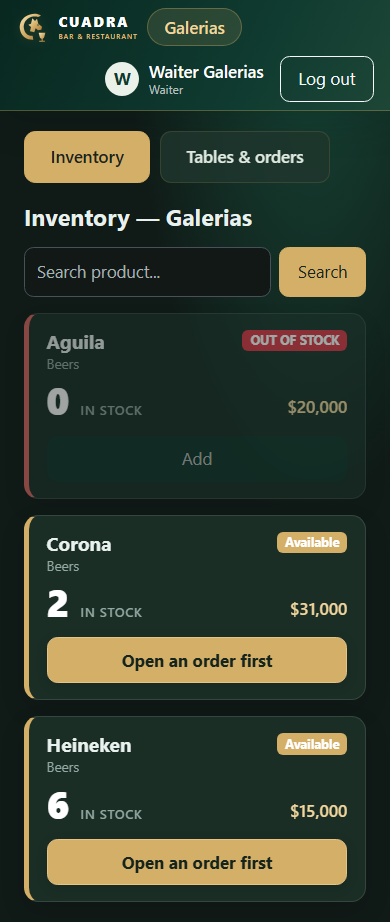 CUADRA
BAR & RESTAURANT
Galerias
W
Waiter Galerias
Waiter
Log out
Inventory
Tables & orders
Inventory — Galerias
Search product...
Search
Aguila
OUT OF STOCK
Beers
0 IN STOCK
$20,000
Add
Corona
Available
Beers
2 IN STOCK
$31,000
Open an order first
Heineken
Available
Beers
6 IN STOCK
$15,000
Open an order first